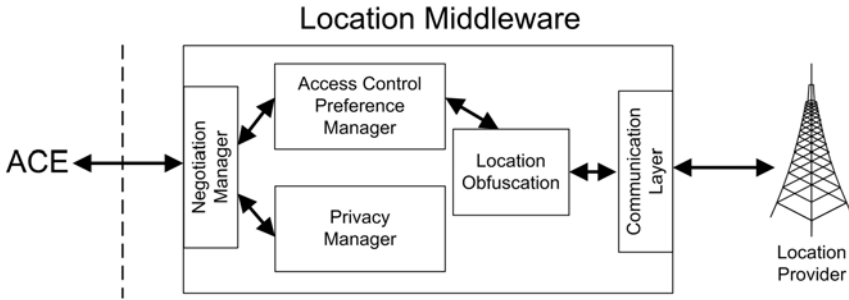 Location Middleware
ACE
Negotiation
Manager
Access Control
Preference
Manager
Privacy
Manager
Location
Obfuscation
Communication
Layer
Location
Provider